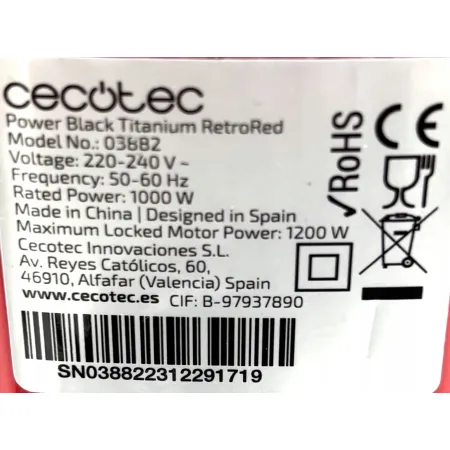 cecotec
Power Black Titanium RetroRed
Model No.: 03882
Voltage: 220-240 V~
Frequency: 50-60 Hz
Rated Power: 1000 W
Made in China | Designed in Spain
Maximum Locked Motor Power: 1200 W
Cecotec Innovaciones S.L.
Av. Reyes Católicos, 60,
46910, Alfafar (Valencia) Spain
www.cecotec.es CIF: B-97937890
SN038822312291719
√RoHS
CE